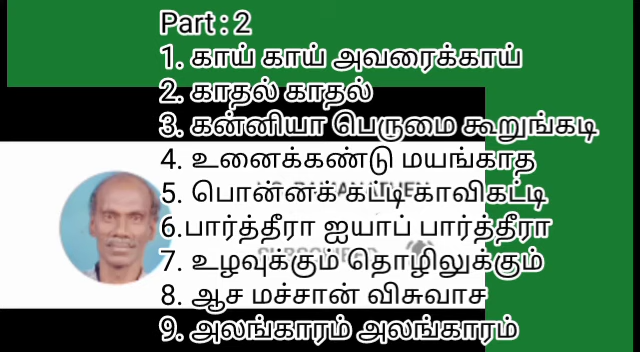 Part : 2
1. காய் காய் அவரைக்காய்
2. காதல் காதல்
3. கன்னியா பெருமை கூறுங்கடி
4. உனைக்கண்டு மயங்காத
5. பொன்னக் கட்டி காவிகட்டி
6.பார்த்தீரா ஐயாப் பார்த்தீரா
7. உழவுக்கும் தொழிலுக்கும்
8. ஆச மச்சான் விசுவாச
9. அலங்காரம் அலங்காரம்